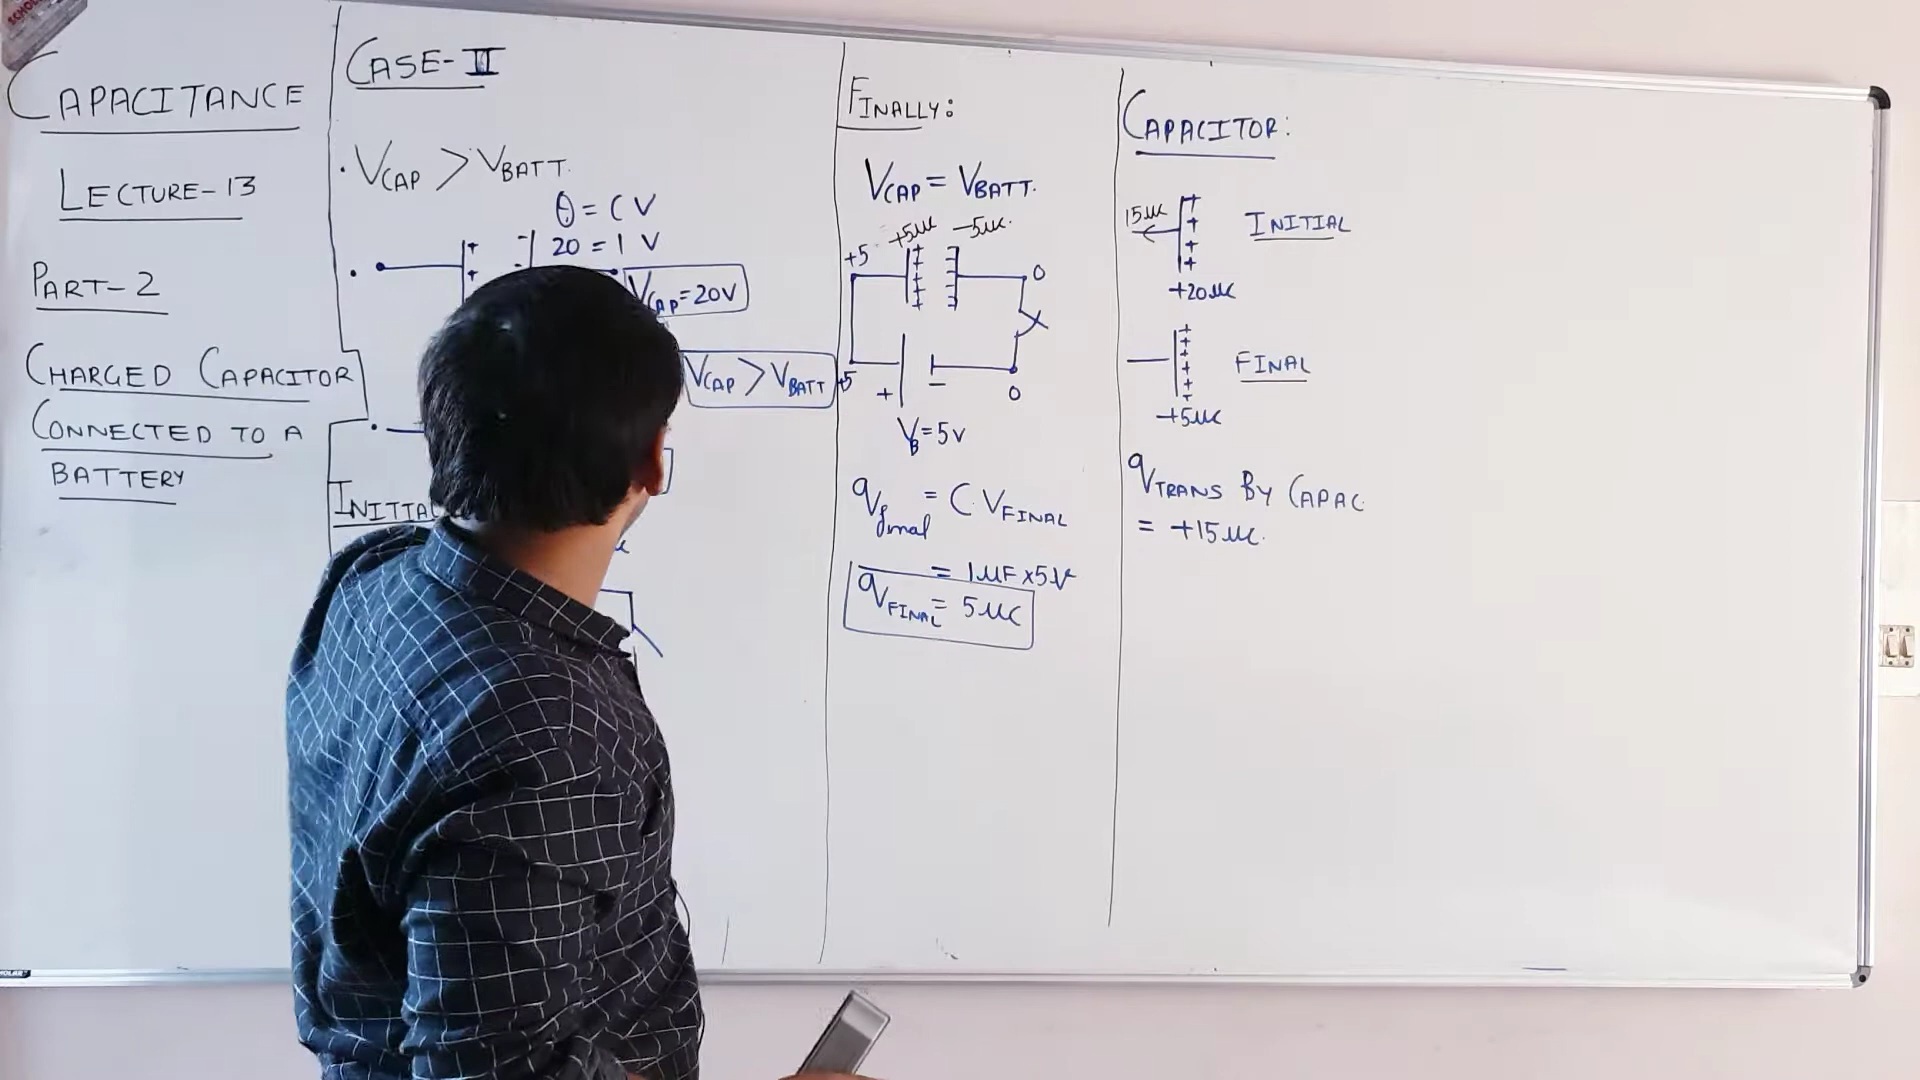 CAPACITANCE
LECTURE-13
PART-2
CHARGED CAPACITOR
CONNECTED TO A
BATTERY
CASE-II
• VCAP > VBATT.
Q = CV
20 = 1 V
+ -
+ -
VCAP=20V
VCAP > VBATT
FINALLY:
VCAP = VBATT.
+5μC -5μC.
+5 0
+5 + - 0
VB=5V
qfinal = C.VFINAL
= 1μF×5V
qFINAL= 5μC
CAPACITOR:
15μC
INITIAL
+20μC
FINAL
+5μC
qTRANS BY CAPAC.
= +15μC.